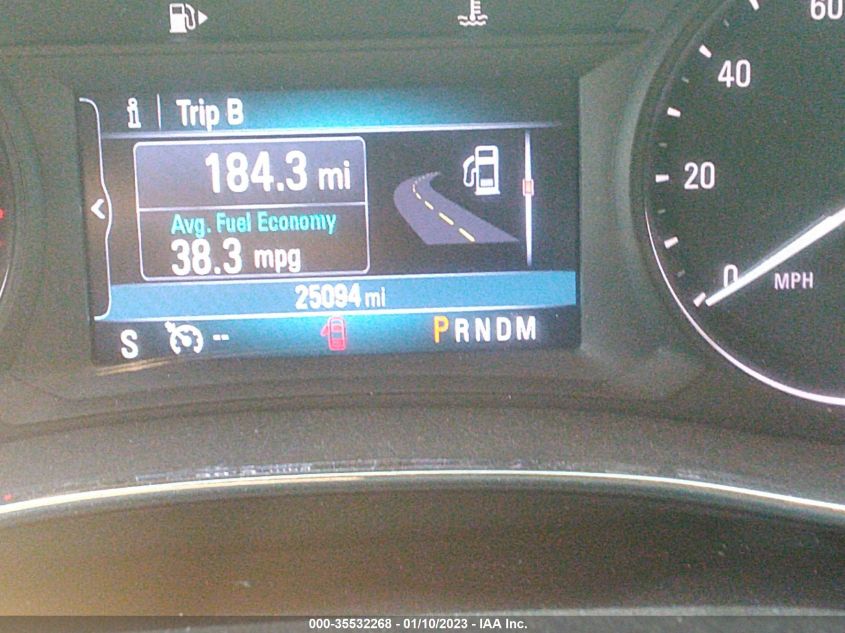 60
40
20
0
MPH
i Trip B
184.3 mi
Avg. Fuel Economy
38.3 mpg
25094 mi
S -- PRNDM
000-35532268 - 01/10/2023 - IAA Inc.